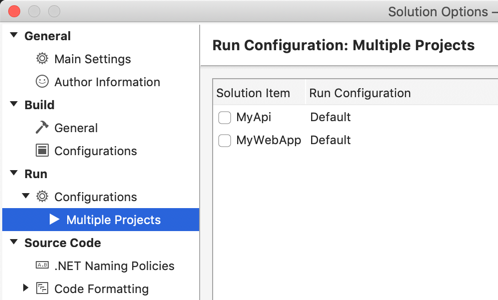 Solution Options –
General
Main Settings
Author Information
Build
General
Configurations
Run
Configurations
Multiple Projects
Source Code
.NET Naming Policies
Code Formatting
Run Configuration: Multiple Projects
Solution Item Run Configuration
MyApi Default
MyWebApp Default